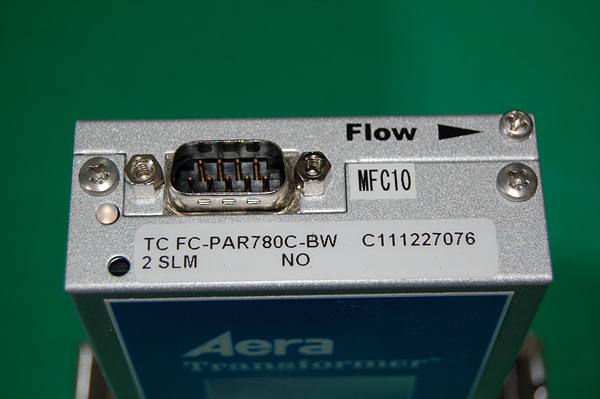 Flow
MFC10
TC FC-PAR780C-BW C111227076
2 SLM NO
Aera
Transformer